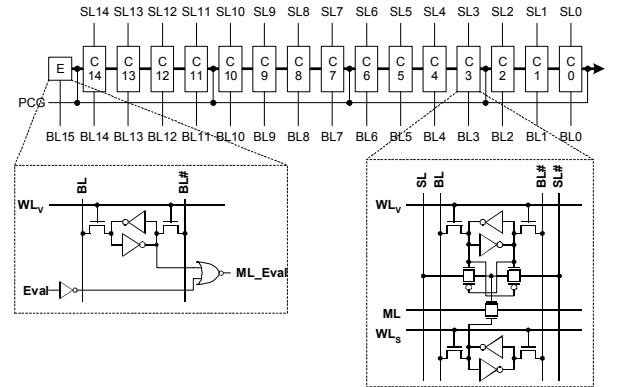 SL14 SL13 SL12 SL11 SL10 SL9 SL8 SL7 SL6 SL5 SL4 SL3 SL2 SL1 SL0
E C 14 C 13 C 12 C 11 C 10 C 9 C 8 C 7 C 6 C 5 C 4 C 3 C 2 C 1 C 0
PCG
BL15 BL14 BL13 BL12 BL11 BL10 BL9 BL8 BL7 BL6 BL5 BL4 BL3 BL2 BL1 BL0
BL BL#
WLV
Eval
ML_Eval
SL BL BL# SL#
WLV
ML
WLS